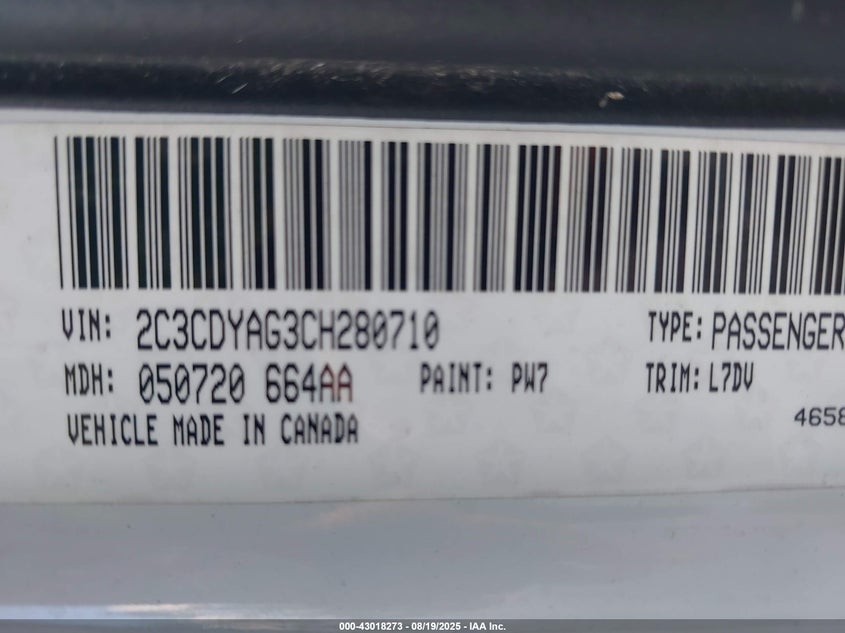 VIN: 2C3CDYAG3CH280710 TYPE: PASSENGER
MDH: 050720 664AA PAINT: PW7 TRIM: L7DV
4658
VEHICLE MADE IN CANADA
000-43018273 - 08/19/2025 - IAA Inc.